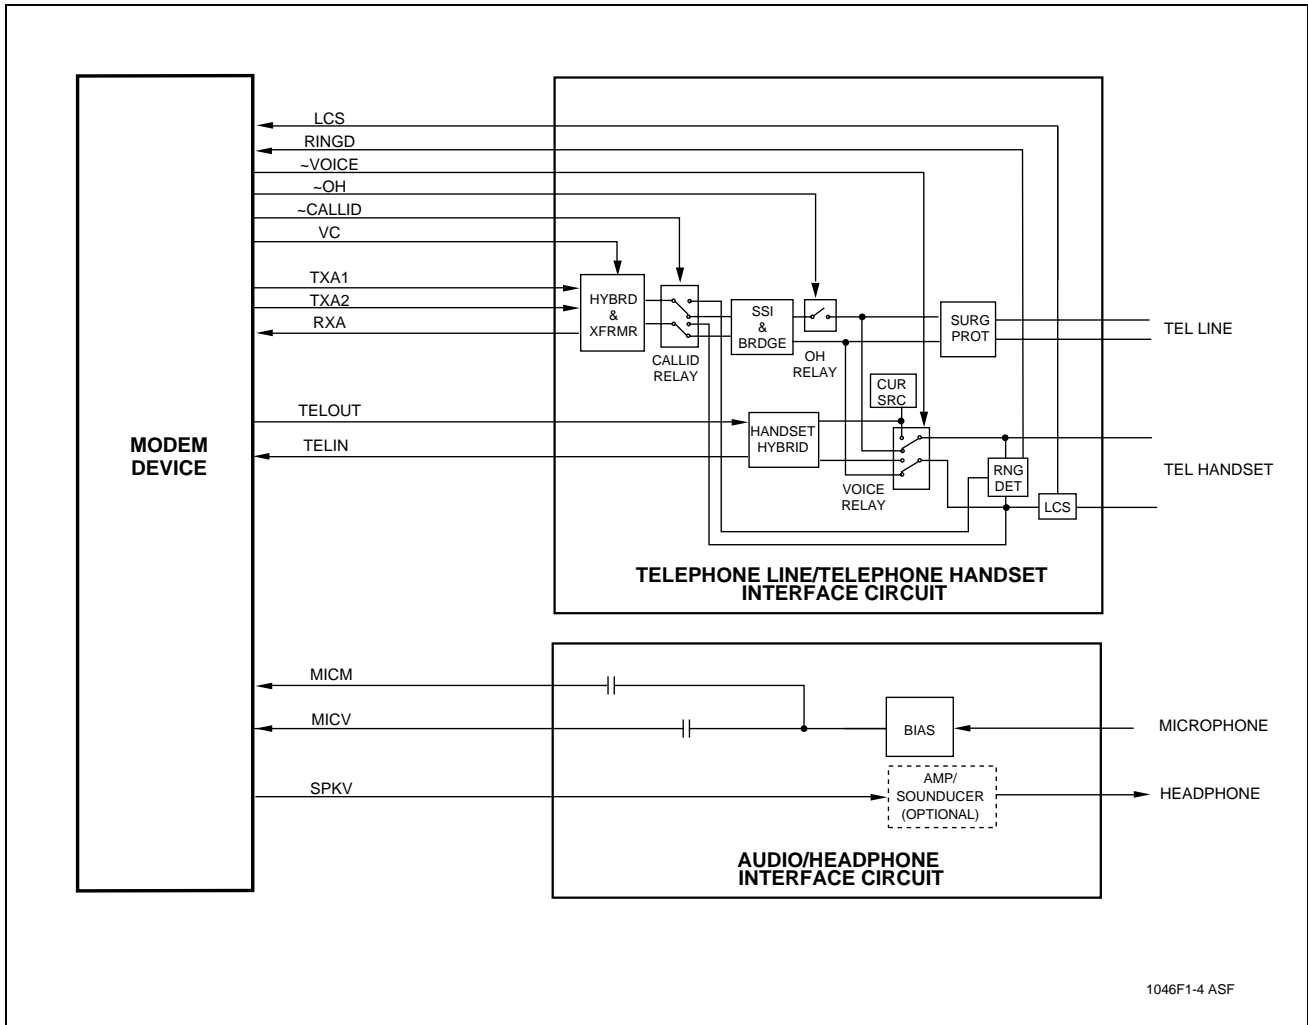 LCS
RINGD
~VOICE
~OH
~CALLID
VC
TXA1
TXA2
RXA
TELOUT
TELIN
MODEM
DEVICE
HYBRD
&
XFRMR
CALLID
RELAY
SSI
&
BRDGE
OH
RELAY
SURG
PROT
TEL LINE
CUR
SRC
HANDSET
HYBRID
VOICE
RELAY
RNG
DET
LCS
TEL HANDSET
TELEPHONE LINE/TELEPHONE HANDSET
INTERFACE CIRCUIT
MICM
MICV
SPKV
BIAS
MICROPHONE
AMP/
SOUNDUCER
(OPTIONAL)
HEADPHONE
AUDIO/HEADPHONE
INTERFACE CIRCUIT
1046F1-4 ASF